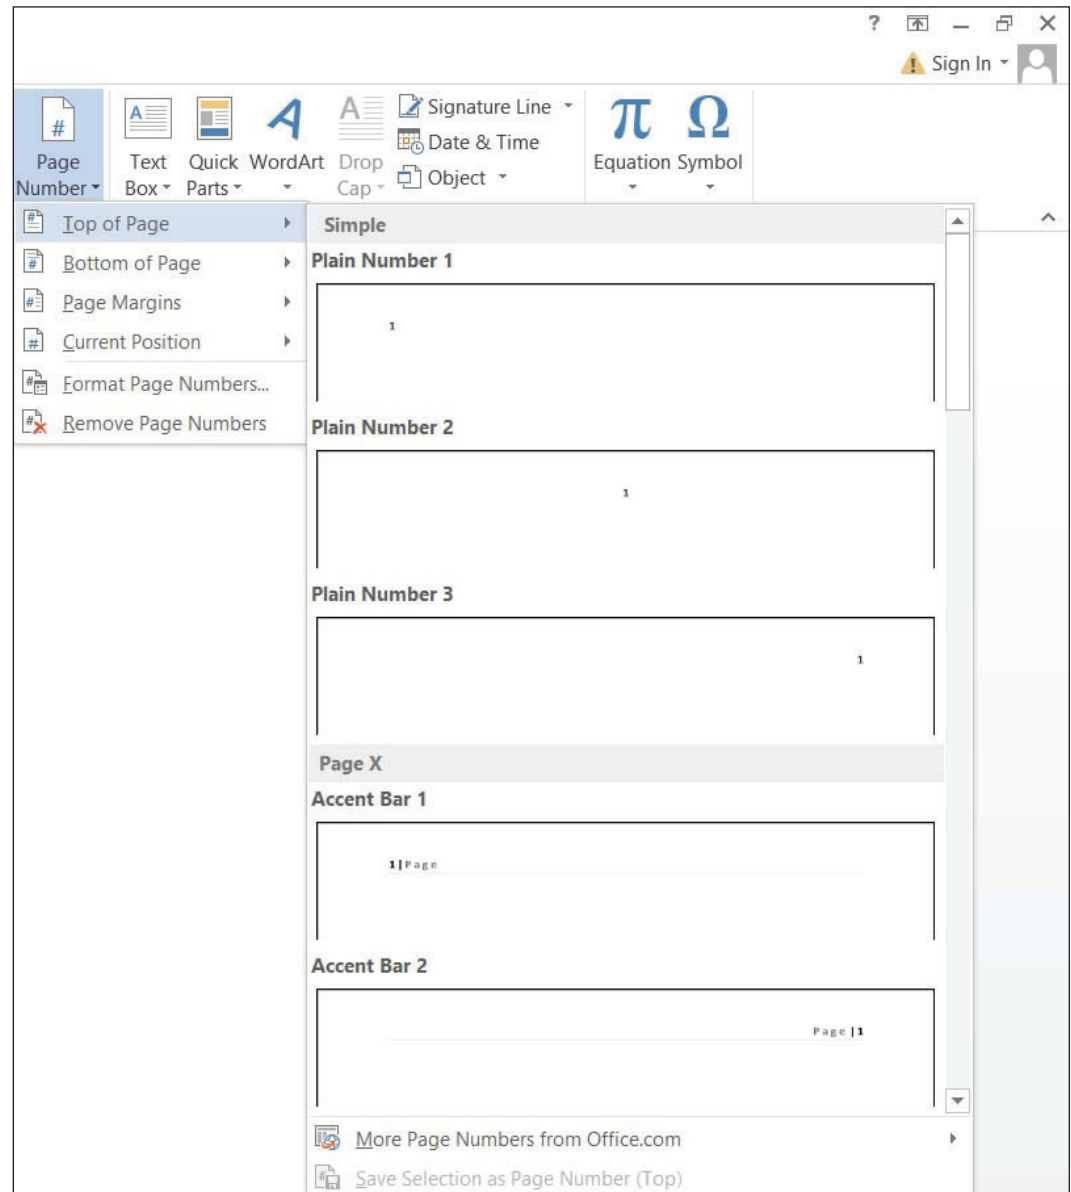 ?
Sign In
Signature Line
Date & Time
Object
Page Number
Text Box
Quick Parts
WordArt
Drop Cap
Equation
Symbol
Top of Page
Bottom of Page
Page Margins
Current Position
Format Page Numbers...
Remove Page Numbers
Simple
Plain Number 1
1
Plain Number 2
1
Plain Number 3
1
Page X
Accent Bar 1
1|Page
Accent Bar 2
Page|1
More Page Numbers from Office.com
Save Selection as Page Number (Top)